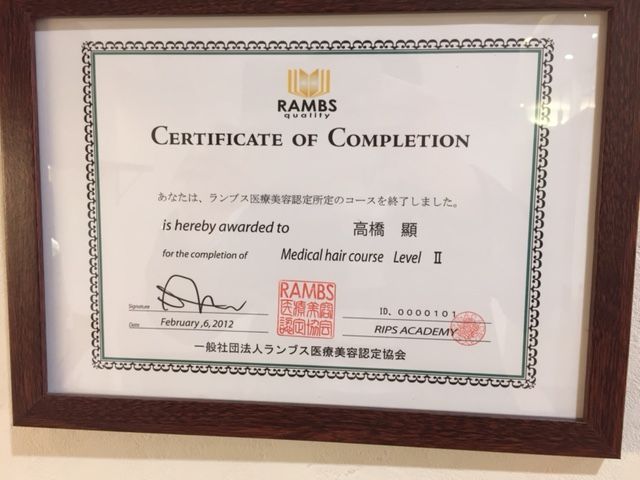 RAMBS
quality
CERTIFICATE OF COMPLETION
あなたは、ランブス医療美容認定所定のコースを終了しました。
is hereby awarded to 高橋 顯
for the completion of Medical hair course Level Ⅱ
Signature
RAMBS
医療美容
認定協会
ID、0000101
Date February ,6, 2012
RIPS ACADEMY
一般社団法人ランブス医療美容認定協会